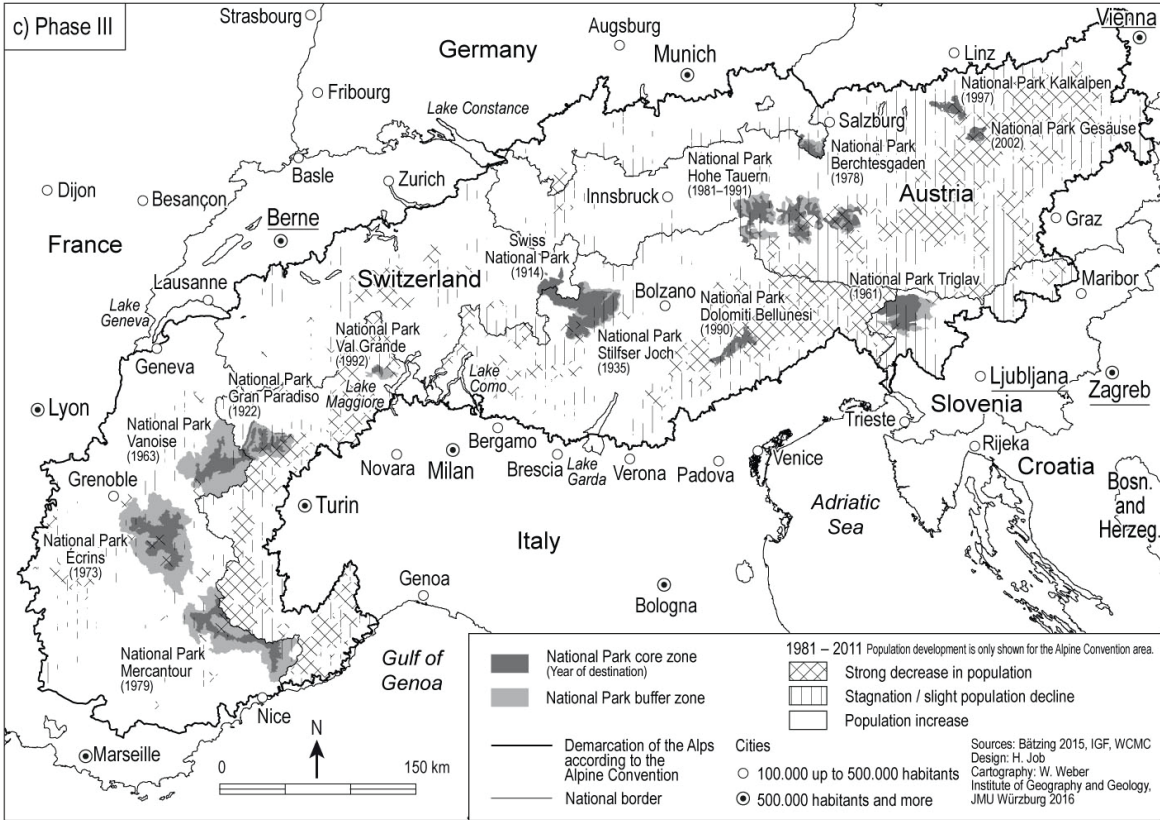 c) Phase III
Strasbourg
Augsburg
Vienna
Germany
Munich
Linz
National Park Kalkalpen
(1997)
Fribourg
Lake Constance
Salzburg
National Park Gesäuse
(2002)
National Park
Berchtesgaden
(1978)
National Park
Hohe Tauern
(1981–1991)
Basle
Zurich
Dijon
Besançon
Innsbruck
Austria
Berne
Graz
France
Swiss
National Park
(1914)
Switzerland
National Park Triglav
(1961)
Maribor
Lausanne
Bolzano
National Park
Dolomiti Bellunesi
(1990)
Lake
Geneva
National Park
Val Grande
(1992)
National Park
Stilfser Joch
(1935)
Geneva
Lake
Como
National Park
Gran Paradiso
(1922)
Lake
Maggiore
Ljubljana
Zagreb
Lyon
Slovenia
National Park
Vanoise
(1963)
Trieste
Bergamo
Rijeka
Novara
Milan
Brescia
Lake
Garda
Verona
Padova
Venice
Croatia
Grenoble
Turin
Adriatic
Sea
Bosn.
and
Herzeg.
National Park
Écrins
(1973)
Italy
Genoa
Bologna
National Park
Mercantour
(1979)
Gulf of
Genoa
Nice
Marseille
N
0 150 km
National Park core zone
(Year of destination)
National Park buffer zone
Demarcation of the Alps
according to the
Alpine Convention
National border
1981 – 2011 Population development is only shown for the Alpine Convention area.
Strong decrease in population
Stagnation / slight population decline
Population increase
Cities
100.000 up to 500.000 habitants
500.000 habitants and more
Sources: Bätzing 2015, IGF, WCMC
Design: H. Job
Cartography: W. Weber
Institute of Geography and Geology,
JMU Würzburg 2016